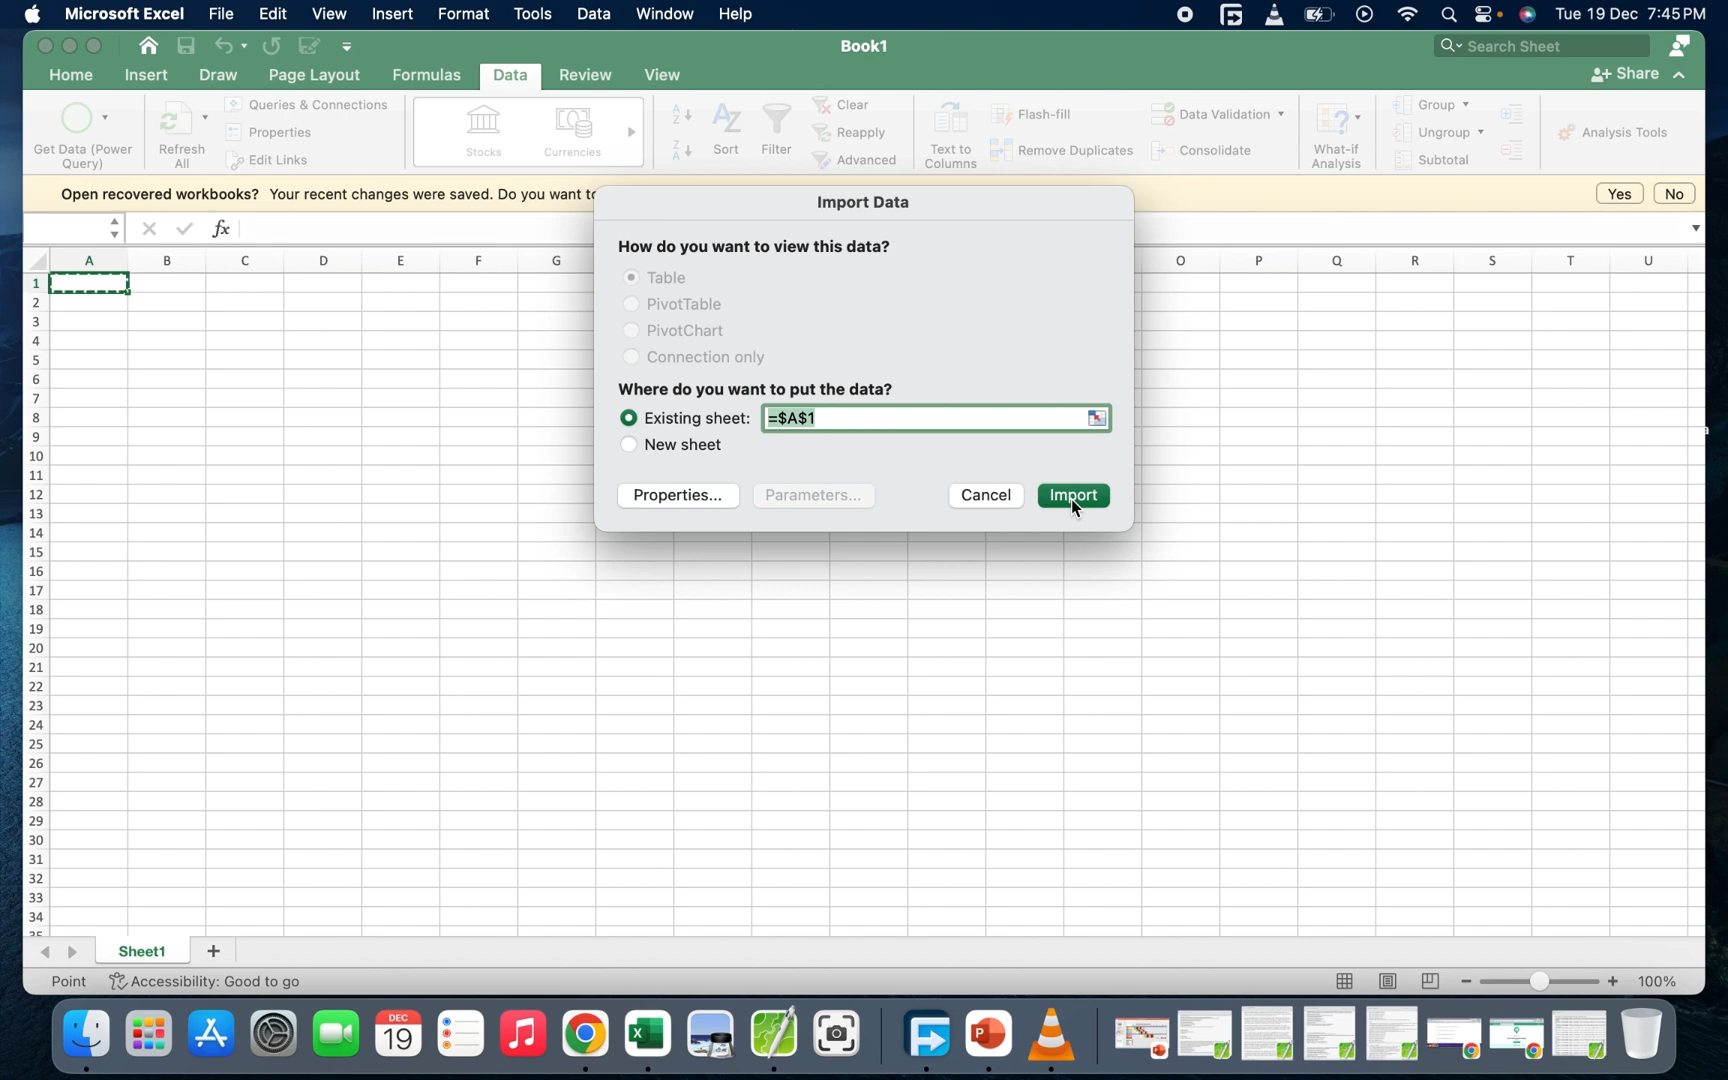 Microsoft Excel File Edit View Insert Format Tools Data Window Help Tue 19 Dec 7:45 PM
Book1
Search Sheet
Home Insert Draw Page Layout Formulas Data Review View Share
Get Data (Power Query)
Refresh All
Queries & Connections
Properties
Edit Links
Stocks
Currencies
Sort
Filter
Clear
Reapply
Advanced
Text to Columns
Flash-fill
Remove Duplicates
Data Validation
Consolidate
What-if Analysis
Group
Ungroup
Subtotal
Analysis Tools
Open recovered workbooks? Your recent changes were saved. Do you want to
Yes No
fx
A B C D E F G O P Q R S T U
Import Data
How do you want to view this data?
Table
PivotTable
PivotChart
Connection only
Where do you want to put the data?
Existing sheet: =$A$1
New sheet
Properties... Parameters... Cancel Import
1
2
3
4
5
6
7
8
9
10
11
12
13
14
15
16
17
18
19
20
21
22
23
24
25
26
27
28
29
30
31
32
33
34
35
Sheet1 +
Point Accessibility: Good to go 100%
DEC
19